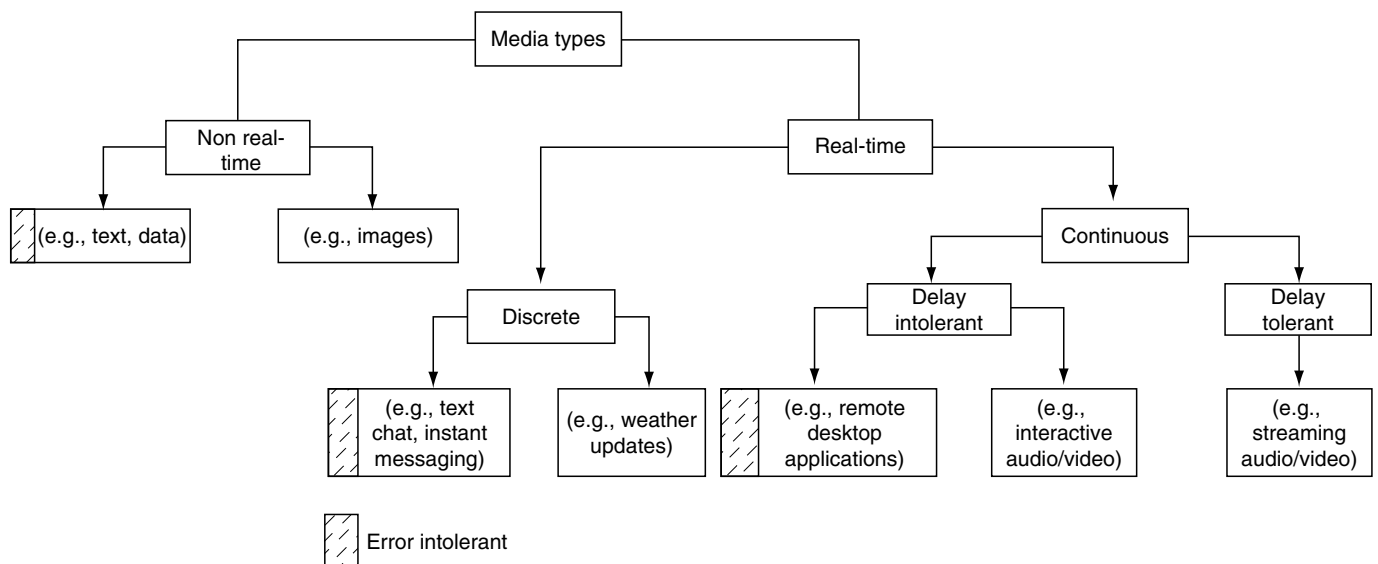 Media types
Non real-
time
Real-time
(e.g., text, data)
(e.g., images)
Continuous
Discrete
Delay
intolerant
Delay
tolerant
(e.g., text
chat, instant
messaging)
(e.g., weather
updates)
(e.g., remote
desktop
applications)
(e.g.,
interactive
audio/video)
(e.g.,
streaming
audio/video)
Error intolerant